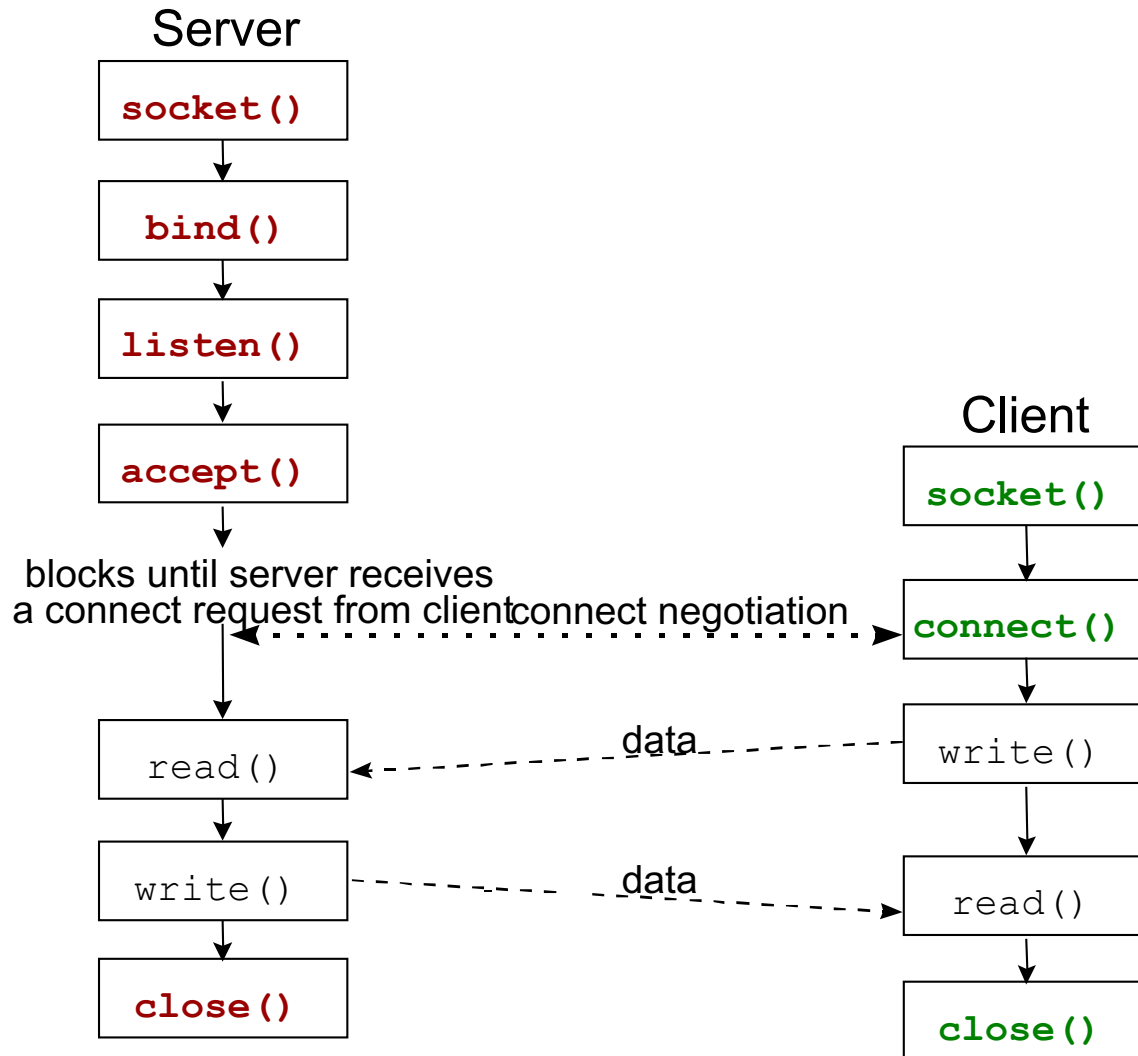 Server
socket()
bind()
listen()
accept()
blocks until server receives
a connect request from client
connect negotiation
read()
write()
close()
Client
socket()
connect()
data
write()
data
read()
close()